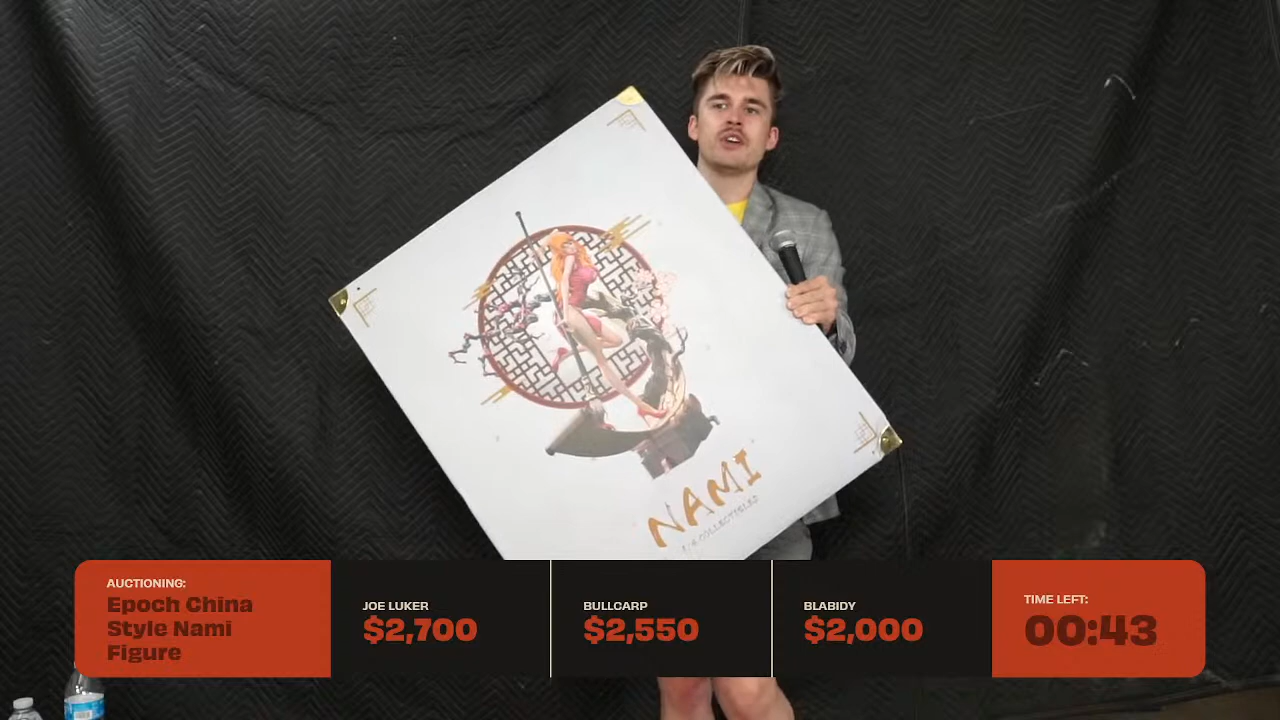 NAMI
AUCTIONING:
Epoch China
Style Nami
Figure
JOE LUKER
$2,700
BULLCARP
$2,550
BLABIDY
$2,000
TIME LEFT:
00:43